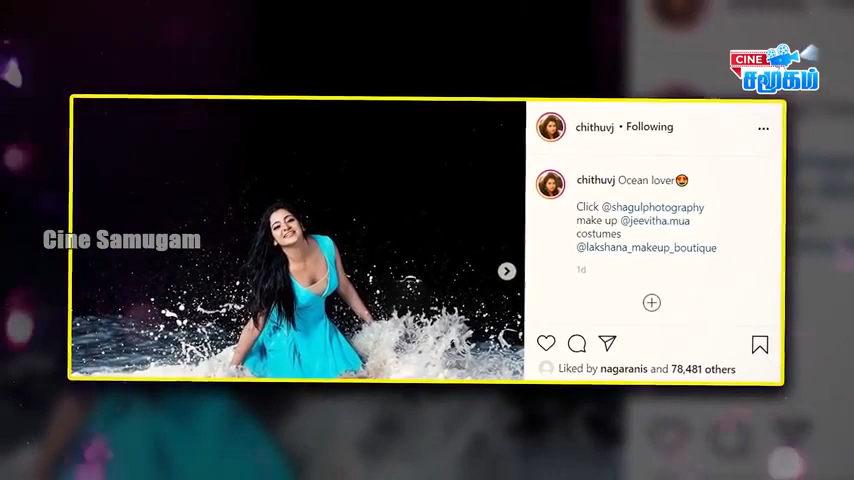 CINE
சமூகம்
chithuvj • Following
chithuvj Ocean lover😍
Click @shagulphotography
make up @jeevitha.mua
costumes
@lakshana_makeup_boutique
1d
Liked by nagaranis and 78,481 others
Cine Samugam